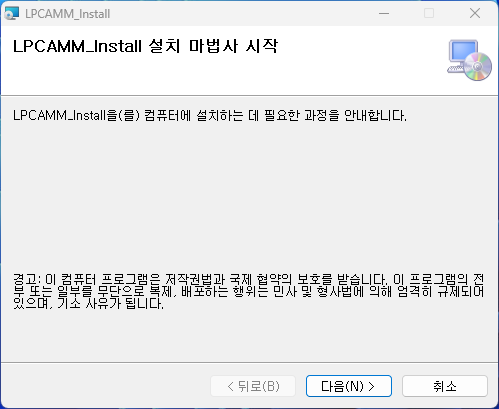 LPCAMM_Install
LPCAMM_Install 설치 마법사 시작
LPCAMM_Install을(를) 컴퓨터에 설치하는 데 필요한 과정을 안내합니다.
경고: 이 컴퓨터 프로그램은 저작권법과 국제 협약의 보호를 받습니다. 이 프로그램의 전
부 또는 일부를 무단으로 복제, 배포하는 행위는 민사 및 형사법에 의해 엄격히 규제되어
있으며, 기소 사유가 됩니다.
< 뒤로(B)
다음(N) >
취소